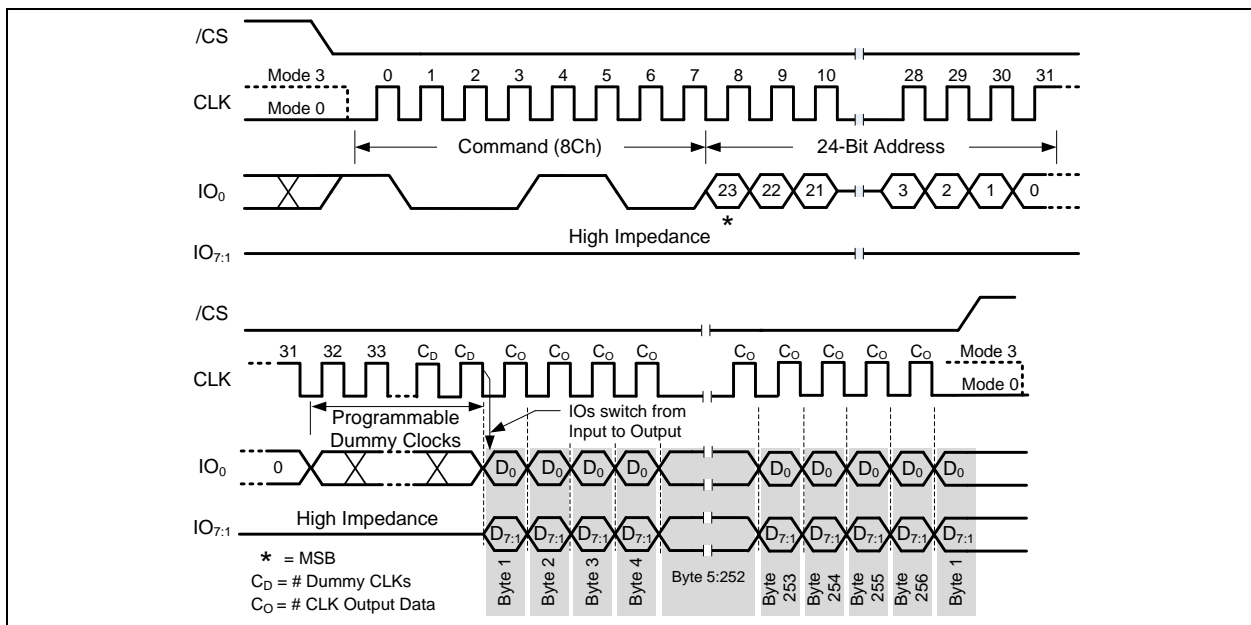 /CS
Mode 3
CLK
Mode 0
0 1 2 3 4 5 6 7 8 9 10 28 29 30 31
Command (8Ch)
24-Bit Address
IO0
23 22 21 3 2 1 0
*
High Impedance
IO7:1
/CS
31 32 33 CD CD CO CO CO CO CO CO CO CO CO
Mode 3
CLK
Mode 0
Programmable
Dummy Clocks
IOs switch from
Input to Output
IO0
0 D0 D0 D0 D0 D0 D0 D0 D0 D0
High Impedance
IO7:1
D7:1 D7:1 D7:1 D7:1 D7:1 D7:1 D7:1 D7:1 D7:1
* = MSB
CD = # Dummy CLKs
CO = # CLK Output Data
Byte 1
Byte 2
Byte 3
Byte 4
Byte 5:252
Byte 253
Byte 254
Byte 255
Byte 256
Byte 1